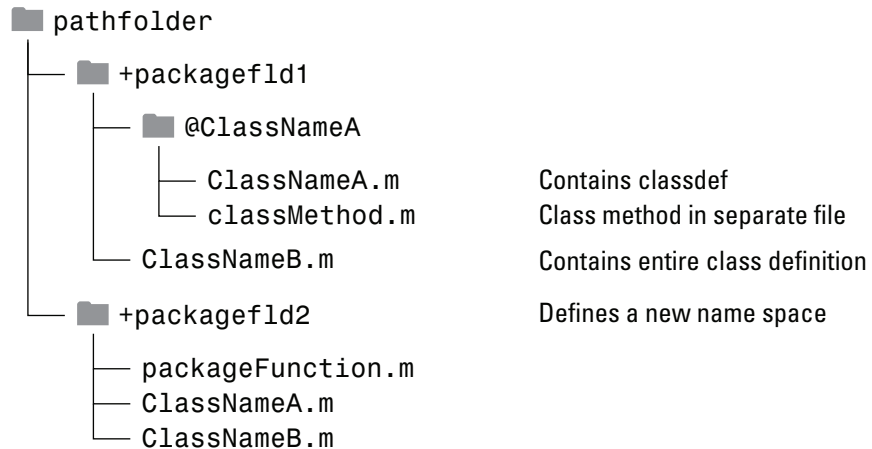 pathfolder
+packagefld1
@ClassNameA
ClassNameA.m Contains classdef
classMethod.m Class method in separate file
ClassNameB.m Contains entire class definition
+packagefld2 Defines a new name space
packageFunction.m
ClassNameA.m
ClassNameB.m